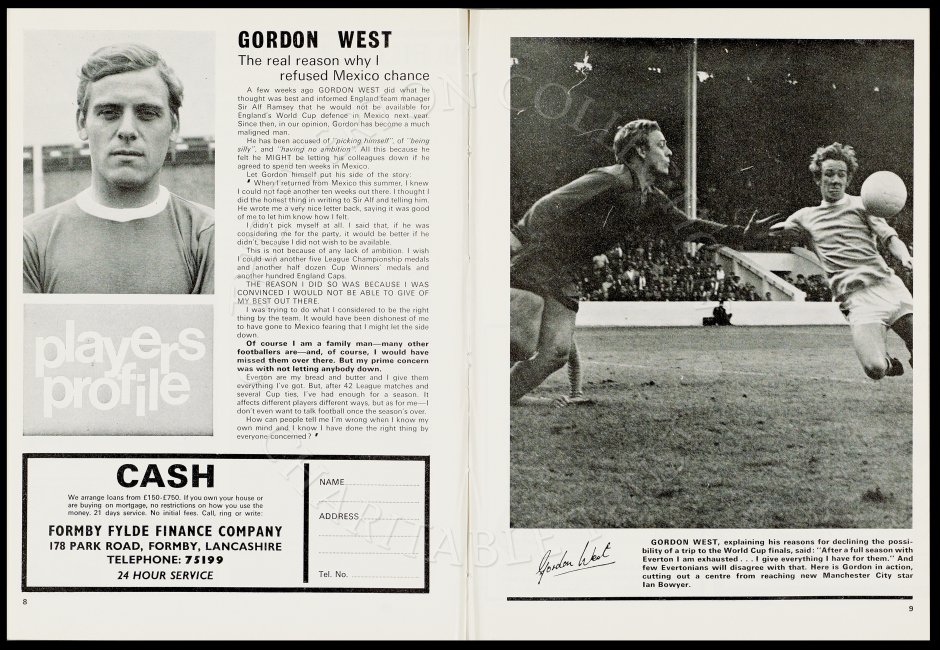 GORDON WEST
The real reason why I
refused Mexico chance
A few weeks ago GORDON WEST did what he
thought was best and informed England team manager
Sir Alf Ramsey that he would not be available for
England's World Cup defence in Mexico next year.
Since then, in our opinion, Gordon has become a much
maligned man.
He has been accused of "picking himself", of "being
silly", and "having no ambition". All this because he
felt he MIGHT be letting his colleagues down if he
agreed to spend ten weeks in Mexico.
Let Gordon himself put his side of the story:
' When I returned from Mexico this summer, I knew
I could not face another ten weeks out there. I thought I
did the honest thing in writing to Sir Alf and telling him.
He wrote me a very nice letter back, saying it was good
of me to let him know how I felt.
I didn't pick myself at all. I said that, if he was
considering me for the party, it would be better if he
didn't, because I did not wish to be available.
This is not because of any lack of ambition. I wish
I could win another five League Championship medals
and another half dozen Cup Winners' medals and
another hundred England Caps.
THE REASON I DID SO WAS BECAUSE I WAS
CONVINCED I WOULD NOT BE ABLE TO GIVE OF
MY BEST OUT THERE.
I was trying to do what I considered to be the right
thing by the team. It would have been dishonest of me
to have gone to Mexico fearing that I might let the side
down.
Of course I am a family man—many other
footballers are—and, of course, I would have
missed them over there. But my prime concern
was with not letting anybody down.
Everton are my bread and butter and I give them
everything I've got. But, after 42 League matches and
several Cup ties, I've had enough for a season. It
affects different players different ways, but as for me—I
don't even want to talk football once the season's over.
How can people tell me I'm wrong when I know my
own mind and I know I have done the right thing by
everyone concerned? '
players
profile
CASH
We arrange loans from £150-£750. If you own your house or
are buying on mortgage, no restrictions on how you use the
money. 21 days service. No initial fees. Call, ring or write:
FORMBY FYLDE FINANCE COMPANY
178 PARK ROAD, FORMBY, LANCASHIRE
TELEPHONE: 75199
24 HOUR SERVICE
NAME
ADDRESS
Tel. No.
8
Gordon West
GORDON WEST, explaining his reasons for declining the possi-
bility of a trip to the World Cup finals, said: "After a full season with
Everton I am exhausted . . . I give everything I have for them." And
few Evertonians will disagree with that. Here is Gordon in action,
cutting out a centre from reaching new Manchester City star
Ian Bowyer.
9